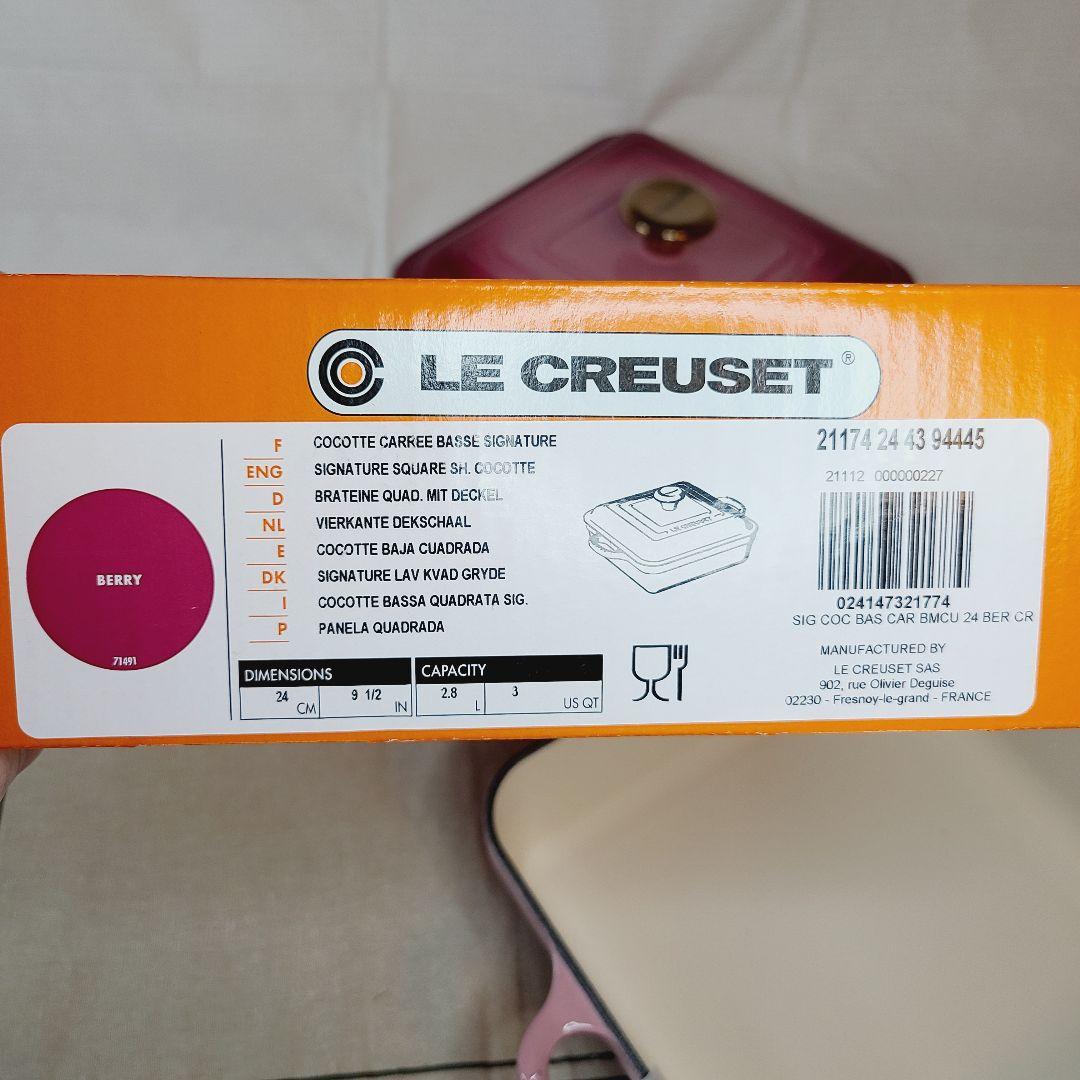 LE CREUSET ®
F COCOTTE CARREE BASSE SIGNATURE
ENG SIGNATURE SQUARE SH. COCOTTE
D BRATEINE QUAD. MIT DECKEL
NL VIERKANTE DEKSCHAAL
E COCOTTE BAJA CUADRADA
DK SIGNATURE LAV KVAD GRYDE
I COCOTTE BASSA QUADRATA SIG.
P PANELA QUADRADA
BERRY
71491
DIMENSIONS
24 CM 9 1/2 IN
CAPACITY
2.8 L 3 US QT
LE CREUSET
21174 24 43 94445
21112 000000227
024147321774
SIG COC BAS CAR BMCU 24 BER CR
MANUFACTURED BY
LE CREUSET SAS
902, rue Olivier Deguise
02230 - Fresnoy-le-grand - FRANCE